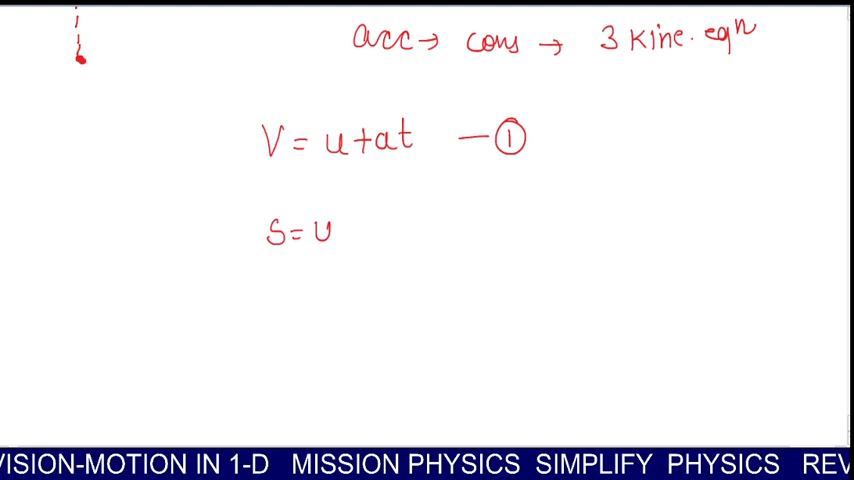 acc → cons → 3 Kine. eqn
V = u+at —①
S = U
VISION-MOTION IN 1-D MISSION PHYSICS SIMPLIFY PHYSICS REV